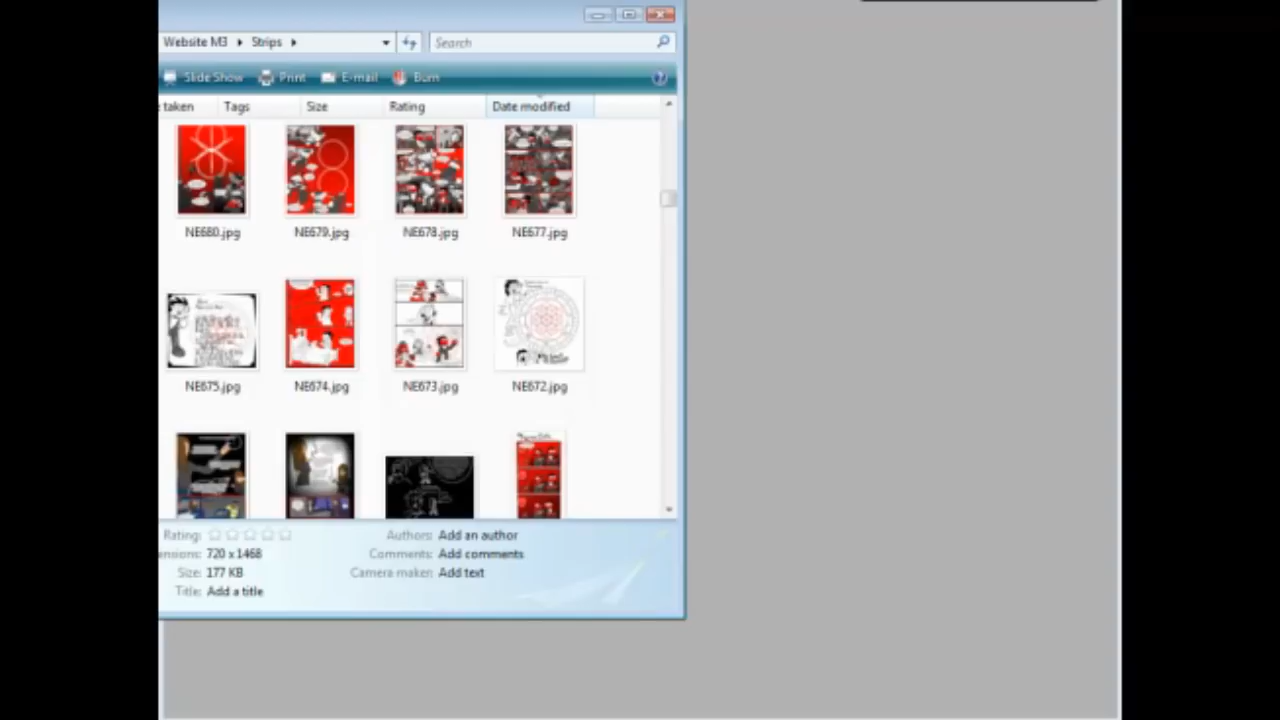 Website M3 Strips
Search
Slide Show Print E-mail Burn
e taken Tags Size Rating Date modified
NE680.jpg NE679.jpg NE678.jpg NE677.jpg
NE675.jpg NE674.jpg NE673.jpg NE672.jpg
Rating: Authors: Add an author
ensions: 720 x 1468 Comments: Add comments
Size: 177 KB Camera maker: Add text
Title: Add a title